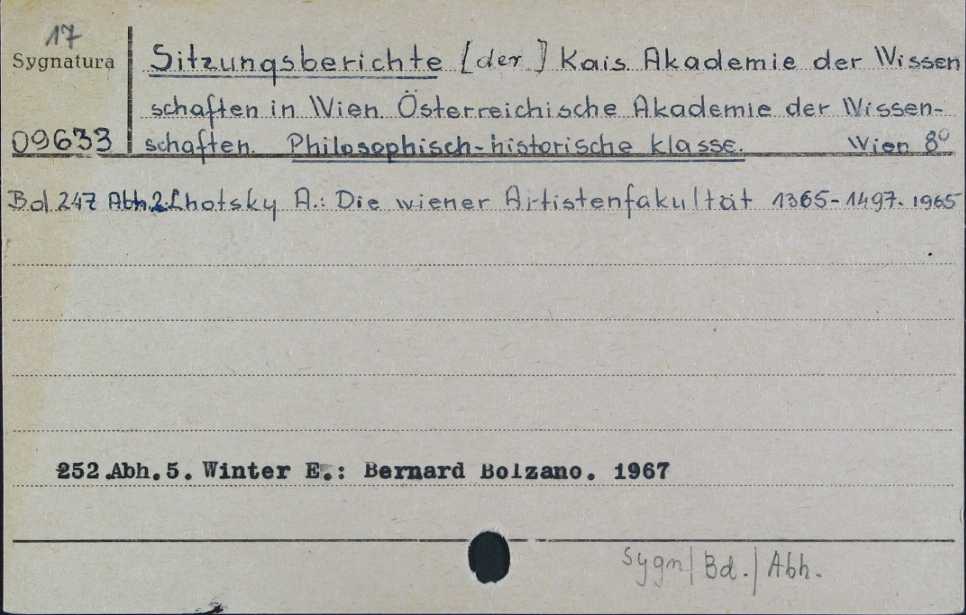 17
Sygnatura
09633
Sitzungsberichte [der] Kais. Akademie der Wissen
schaften in Wien. Österreichische Akademie der Wissen-
schaften. Philosophisch-historische klasse. Wien 8°
Bd 247 Abh.2. Lhotsky A.: Die wiener Artistenfakultät 1365-1497. 1965
252.Abh.5. Winter E.: Bernard Bolzano. 1967
Sygn/Bd./Abh.